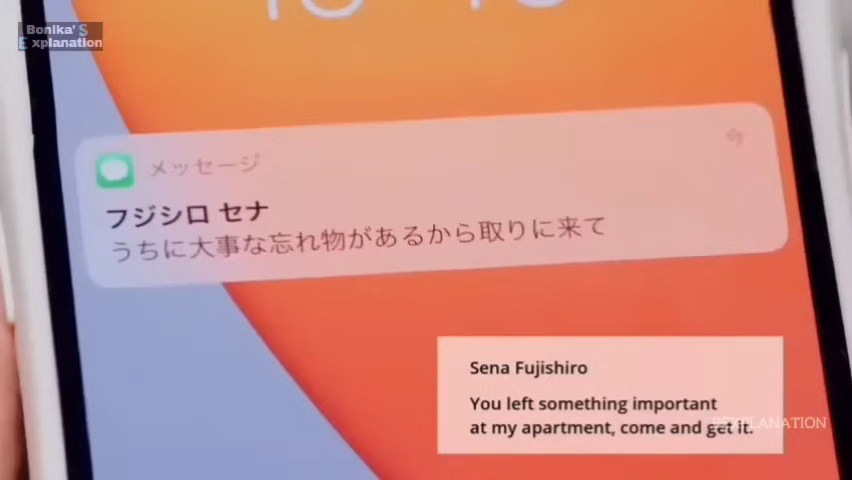 Bonika'S
Explanation
メッセージ
フジシロ セナ
うちに大事な忘れ物があるから取りに来て
Sena Fujishiro
You left something important
at my apartment, come and get it.